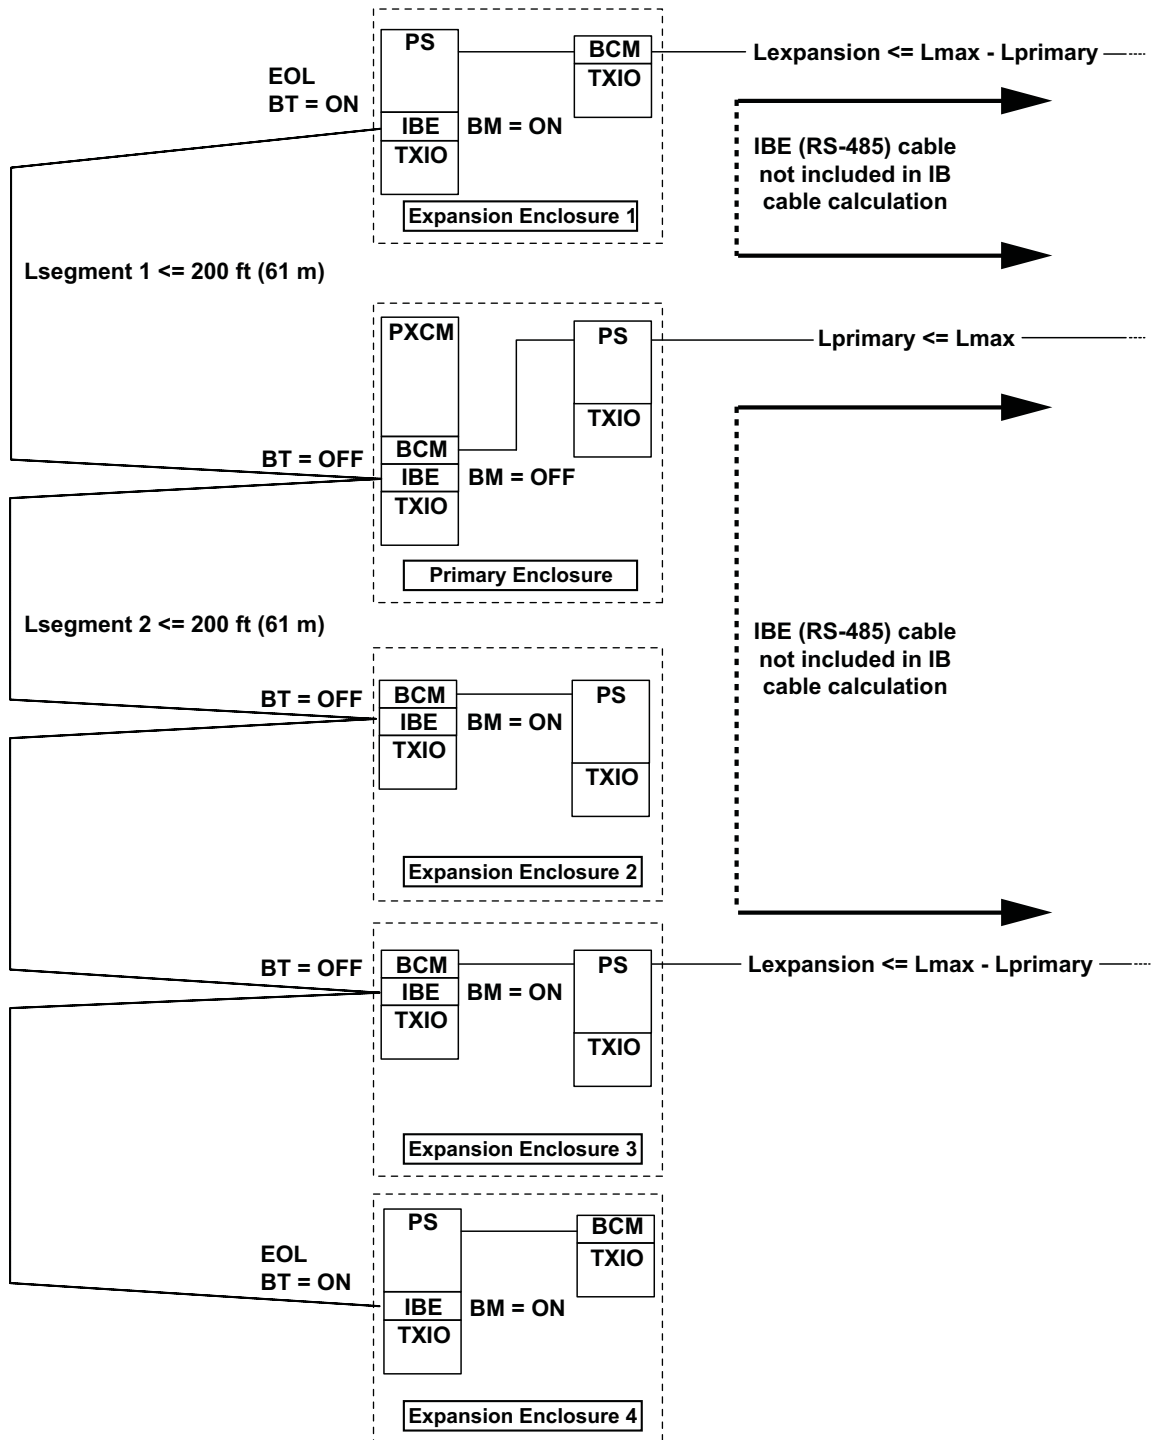 PS
BCM
Lexpansion <= Lmax - Lprimary
TXIO
EOL
BT = ON
IBE
BM = ON
TXIO
IBE (RS-485) cable
not included in IB
cable calculation
Expansion Enclosure 1
Lsegment 1 <= 200 ft (61 m)
PXCM
PS
Lprimary <= Lmax
TXIO
BT = OFF
BCM
IBE
BM = OFF
TXIO
Primary Enclosure
Lsegment 2 <= 200 ft (61 m)
IBE (RS-485) cable
not included in IB
cable calculation
BT = OFF
BCM
PS
IBE
BM = ON
TXIO
TXIO
Expansion Enclosure 2
BT = OFF
BCM
PS
Lexpansion <= Lmax - Lprimary
IBE
BM = ON
TXIO
TXIO
Expansion Enclosure 3
PS
BCM
TXIO
EOL
BT = ON
IBE
BM = ON
TXIO
Expansion Enclosure 4